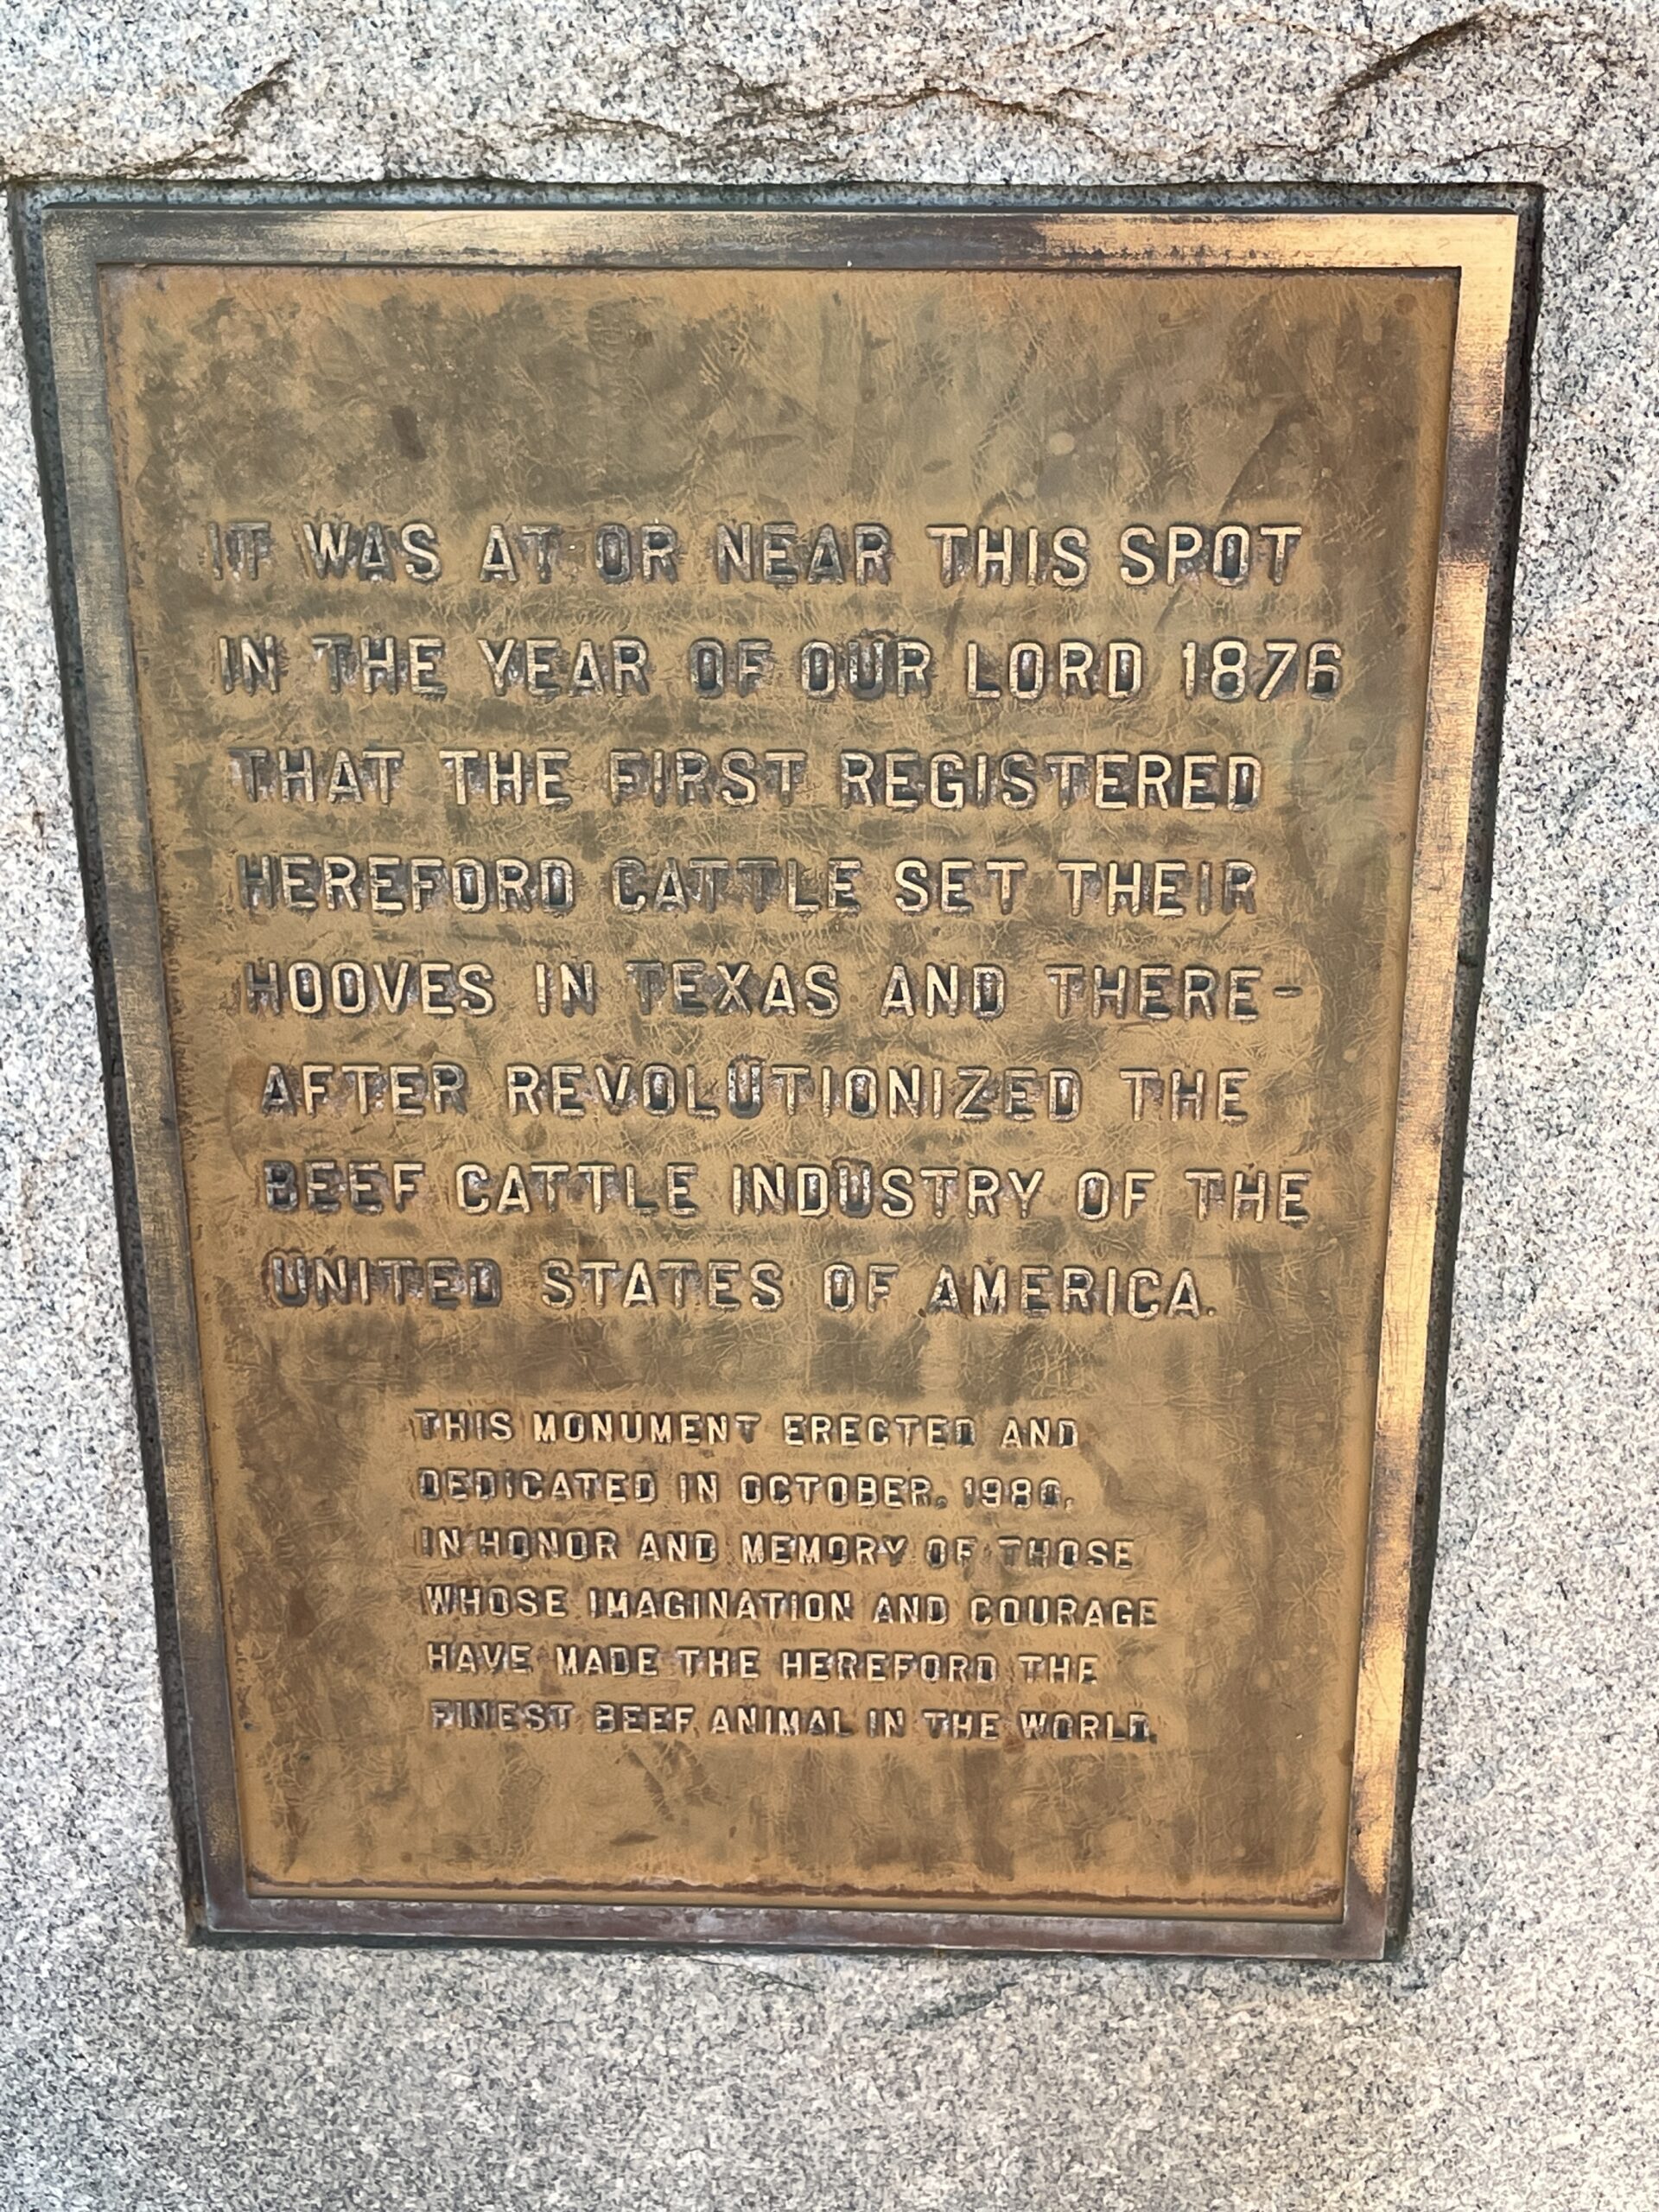 IT WAS AT OR NEAR THIS SPOT
IN THE YEAR OF OUR LORD 1876
THAT THE FIRST REGISTERED
HEREFORD CATTLE SET THEIR
HOOVES IN TEXAS AND THERE-
AFTER REVOLUTIONIZED THE
BEEF CATTLE INDUSTRY OF THE
UNITED STATES OF AMERICA.
THIS MONUMENT ERECTED AND
DEDICATED IN OCTOBER, 1980,
IN HONOR AND MEMORY OF THOSE
WHOSE IMAGINATION AND COURAGE
HAVE MADE THE HEREFORD THE
FINEST BEEF ANIMAL IN THE WORLD.